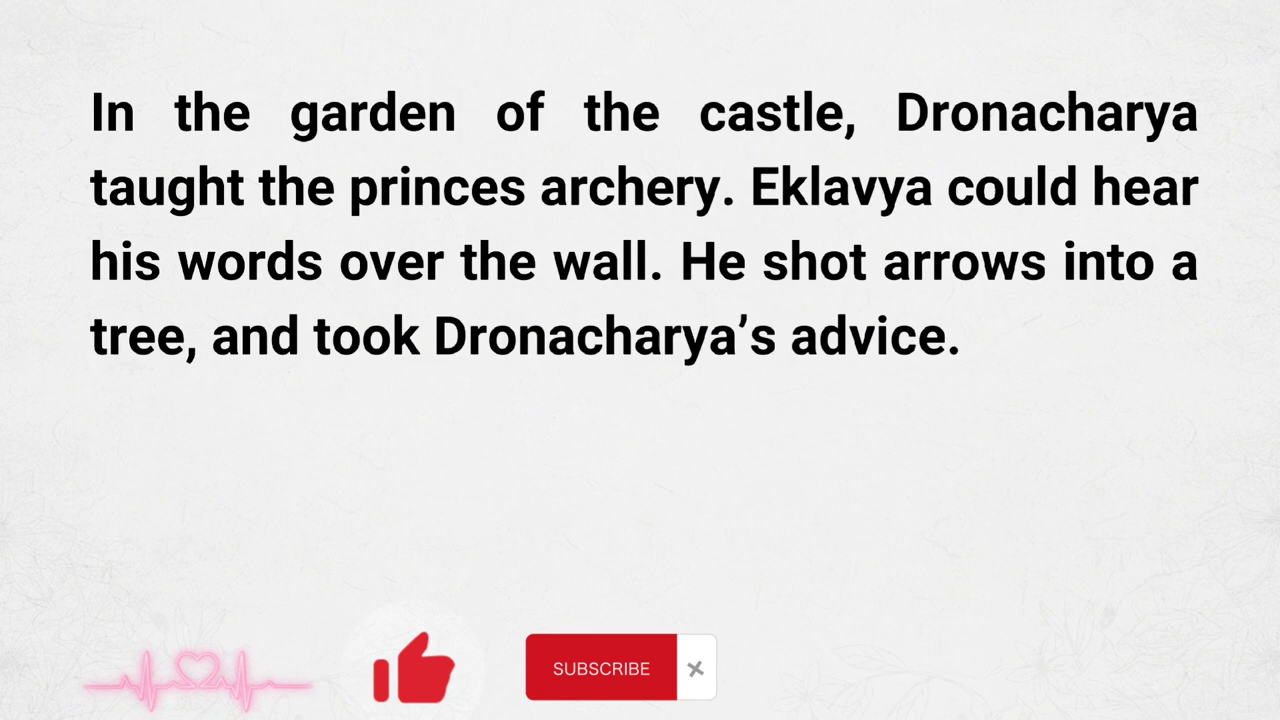 In the garden of the castle, Dronacharya
taught the princes archery. Eklavya could hear
his words over the wall. He shot arrows into a
tree, and took Dronacharya’s advice.
SUBSCRIBE